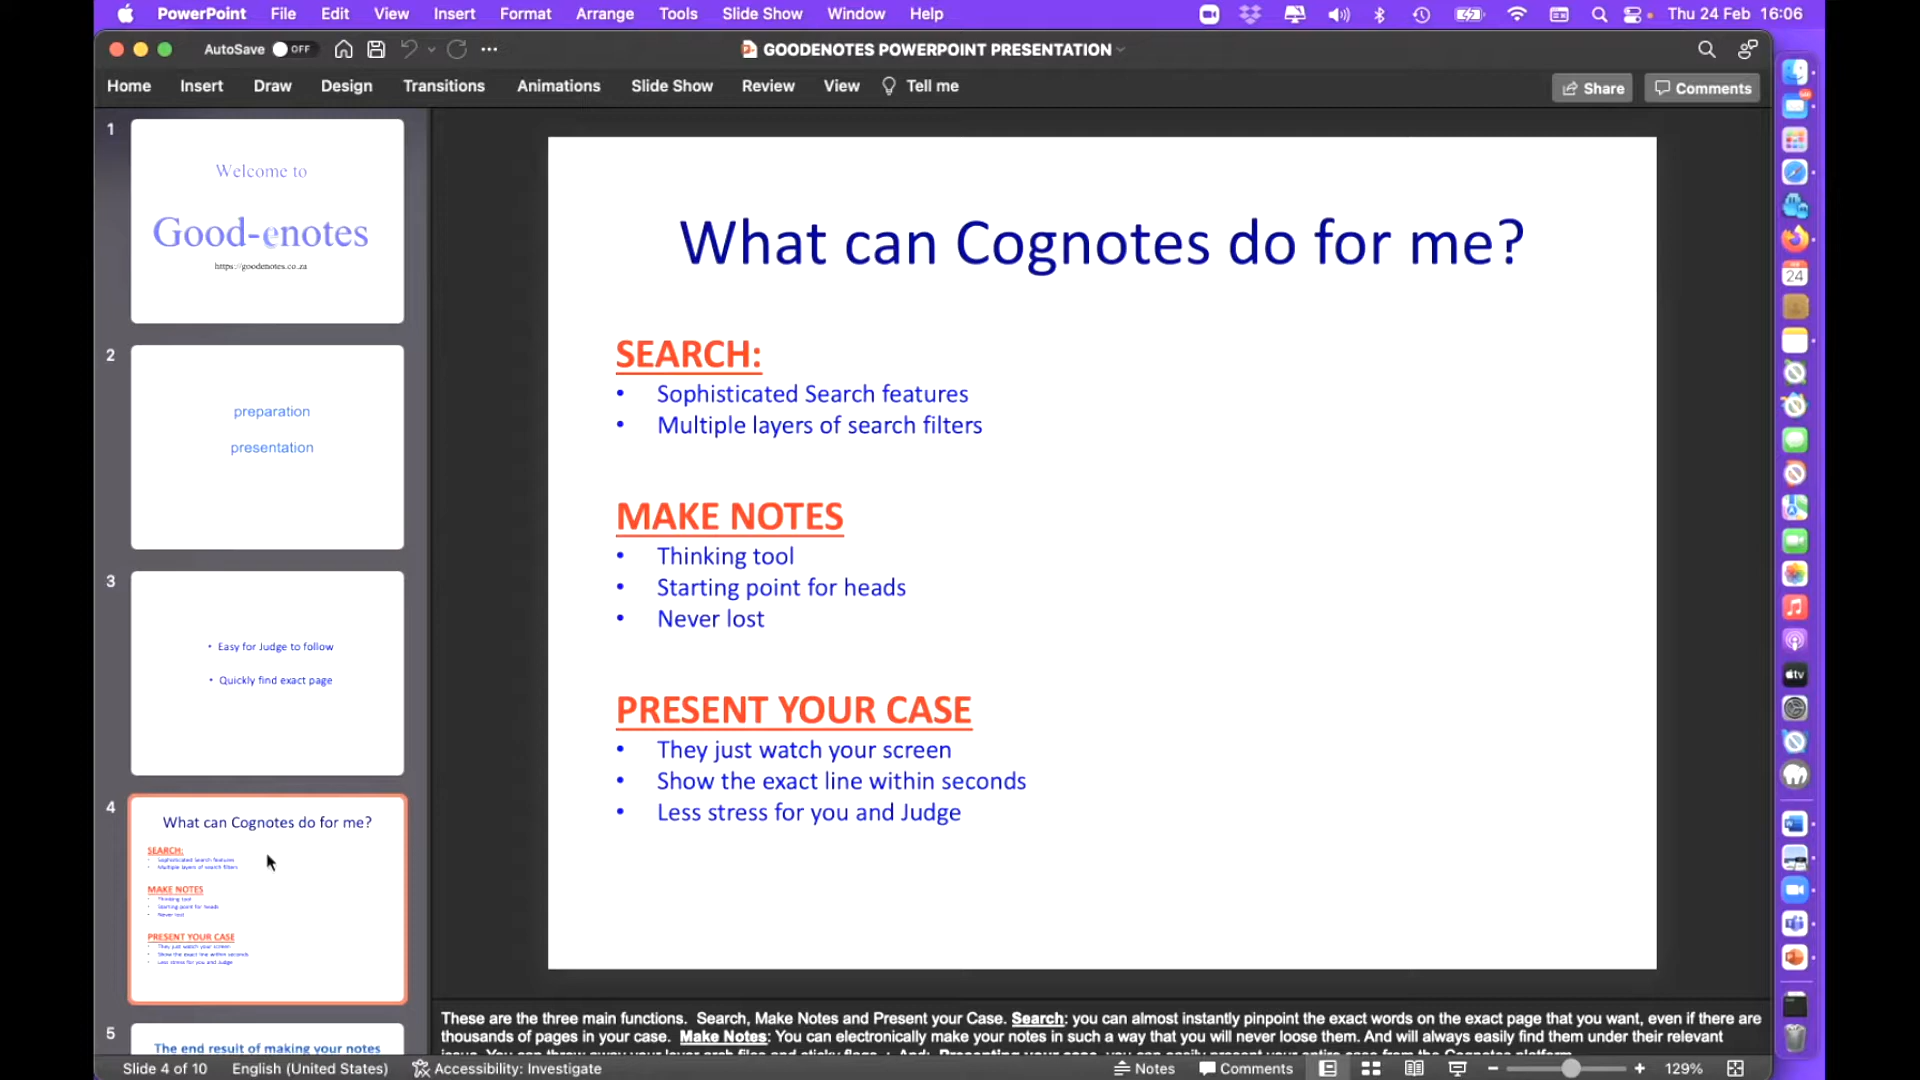 PowerPoint File Edit View Insert Format Arrange Tools Slide Show Window Help Thu 24 Feb 16:06
AutoSave OFF GOODENOTES POWERPOINT PRESENTATION
Home Insert Draw Design Transitions Animations Slide Show Review View Tell me Share Comments
1
Welcome to
Good-enotes
https://goodenotes.co.za
2
preparation
presentation
3
• Easy for Judge to follow
• Quickly find exact page
4
What can Cognotes do for me?
SEARCH:
• Sophisticated Search features
• Multiple layers of search filters
MAKE NOTES
• Thinking tool
• Starting point for heads
• Never lost
PRESENT YOUR CASE
• They just watch your screen
• Show the exact line within seconds
• Less stress for you and Judge
5
The end result of making your notes
What can Cognotes do for me?
SEARCH:
• Sophisticated Search features
• Multiple layers of search filters
MAKE NOTES
• Thinking tool
• Starting point for heads
• Never lost
PRESENT YOUR CASE
• They just watch your screen
• Show the exact line within seconds
• Less stress for you and Judge
These are the three main functions. Search, Make Notes and Present your Case. Search: you can almost instantly pinpoint the exact words on the exact page that you want, even if there are
thousands of pages in your case. Make Notes: You can electronically make your notes in such a way that you will never loose them. And will always easily find them under their relevant
Slide 4 of 10 English (United States) Accessibility: Investigate Notes Comments 129%
24
tv